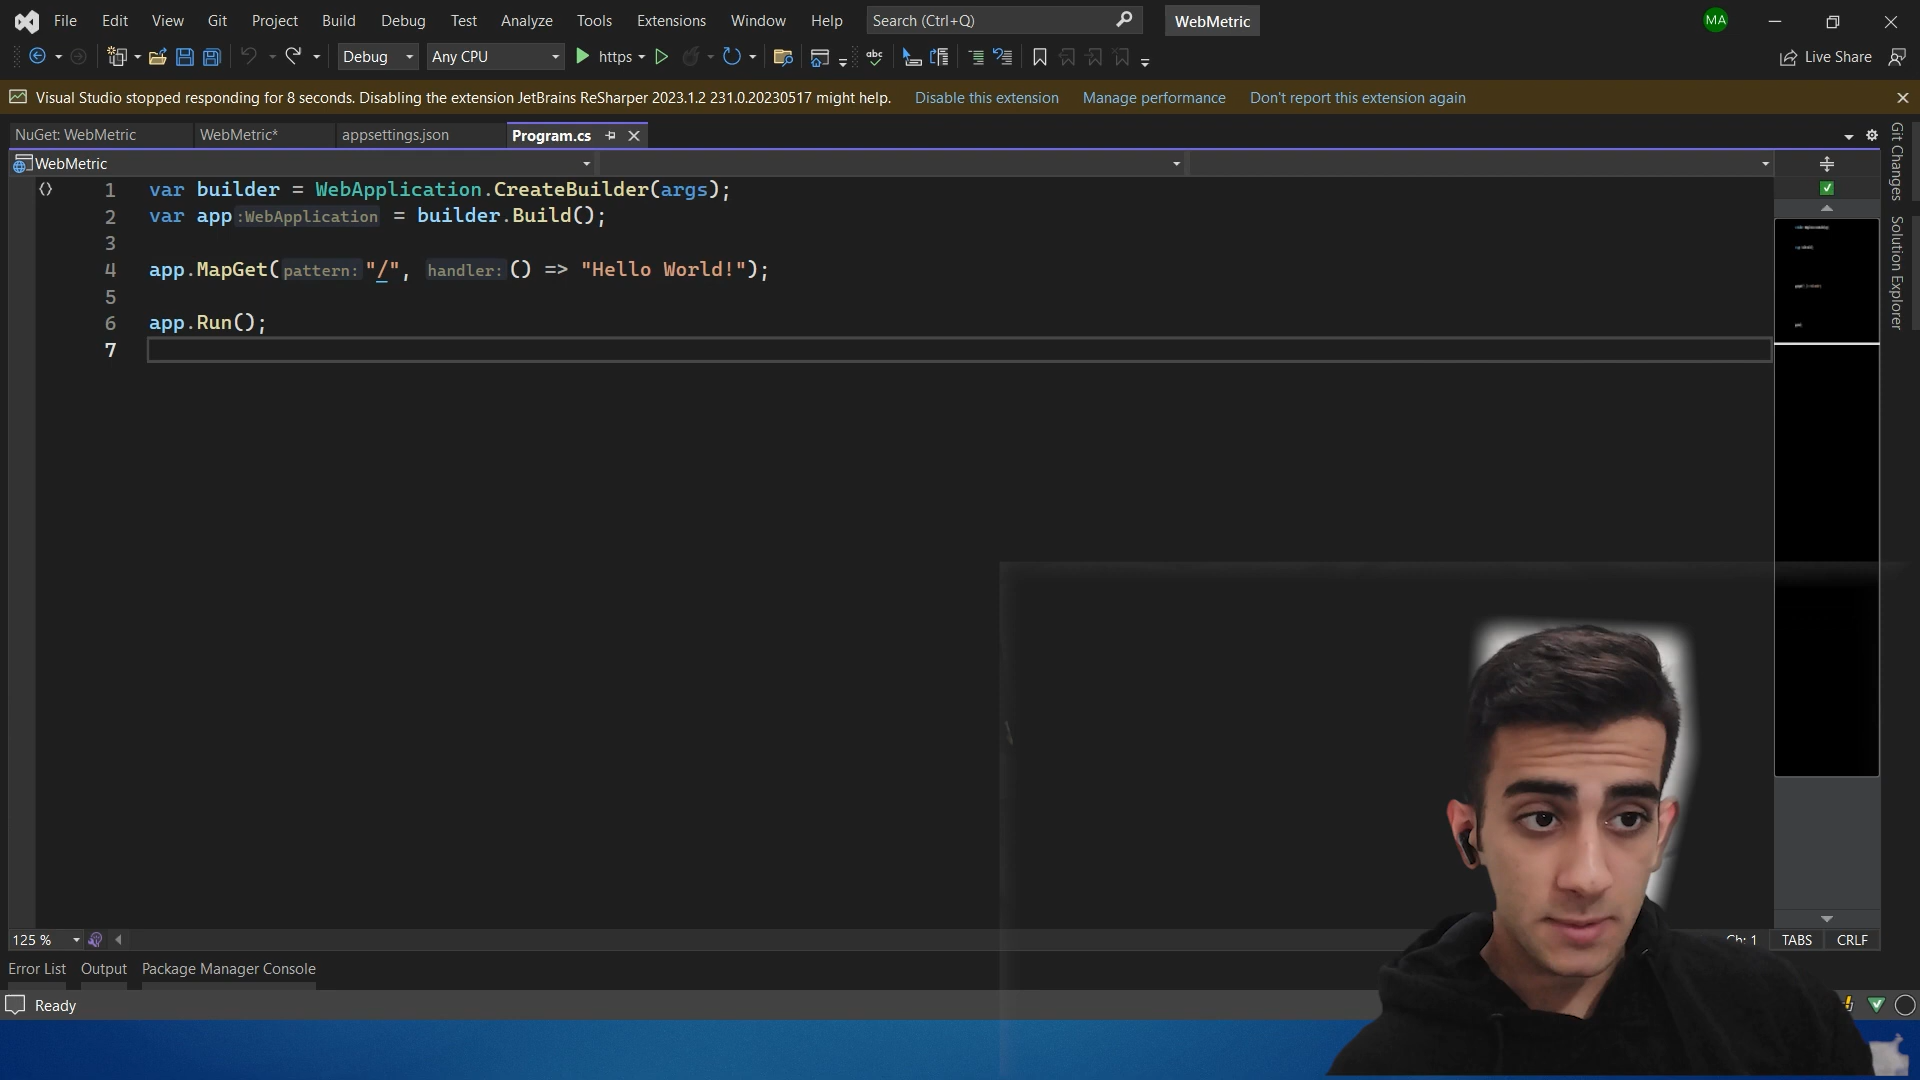 File Edit View Git Project Build Debug Test Analyze Tools Extensions Window Help Search (Ctrl+Q) WebMetric MA
Debug Any CPU https abc Live Share
Visual Studio stopped responding for 8 seconds. Disabling the extension JetBrains ReSharper 2023.1.2 231.0.20230517 might help. Disable this extension Manage performance Don't report this extension again
NuGet: WebMetric WebMetric* appsettings.json Program.cs
WebMetric
1 var builder = WebApplication.CreateBuilder(args);
2 var app :WebApplication = builder.Build();
3
4 app.MapGet( pattern: "/", handler: () => "Hello World!");
5
6 app.Run();
7
Git Changes
Solution Explorer
125 % Ch: 1 TABS CRLF
Error List Output Package Manager Console
Ready